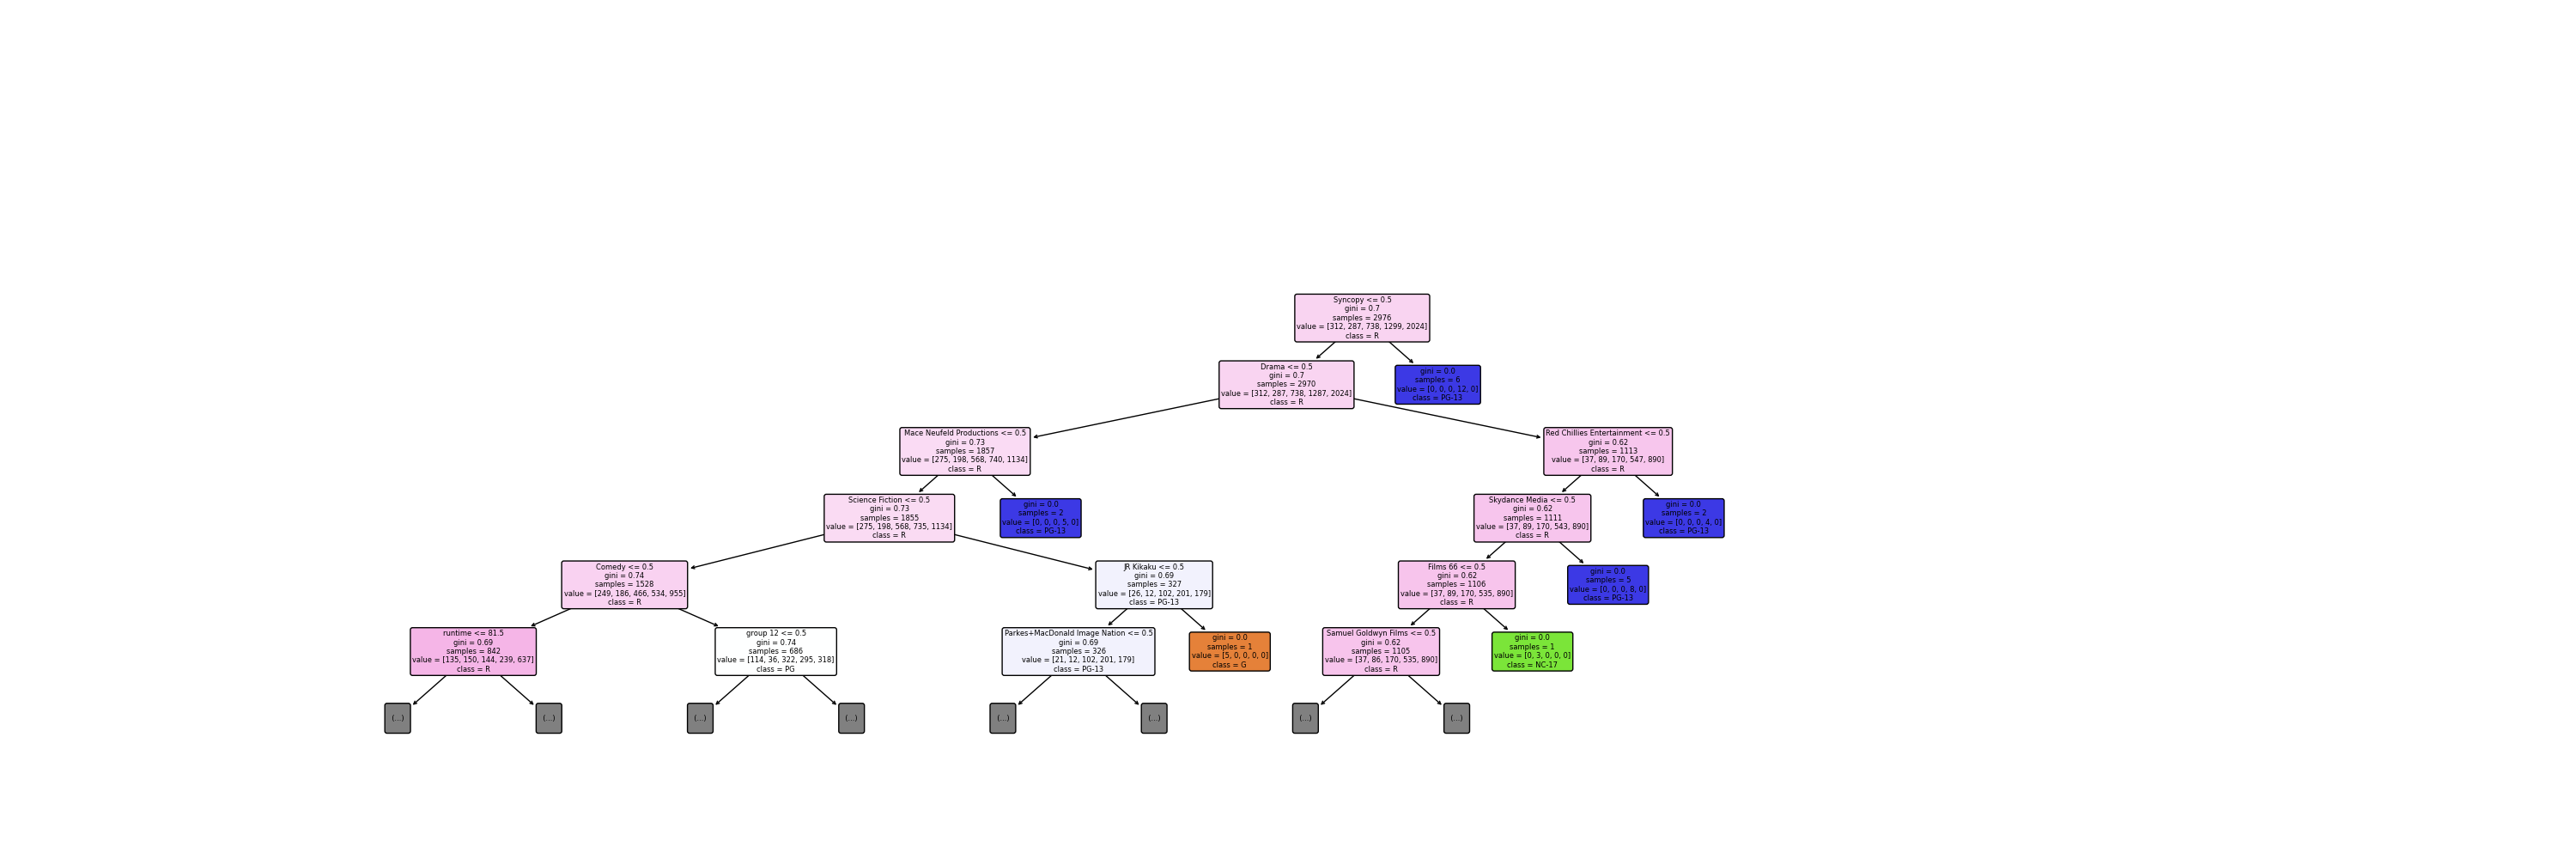 Syncopy <= 0.5
gini = 0.7
samples = 2976
value = [312, 287, 738, 1299, 2024]
class = R
Drama <= 0.5
gini = 0.7
samples = 2970
value = [312, 287, 738, 1287, 2024]
class = R
gini = 0.0
samples = 6
value = [0, 0, 0, 12, 0]
class = PG-13
Mace Neufeld Productions <= 0.5
gini = 0.73
samples = 1857
value = [275, 198, 568, 740, 1134]
class = R
Red Chillies Entertainment <= 0.5
gini = 0.62
samples = 1113
value = [37, 89, 170, 547, 890]
class = R
Science Fiction <= 0.5
gini = 0.73
samples = 1855
value = [275, 198, 568, 735, 1134]
class = R
gini = 0.0
samples = 2
value = [0, 0, 0, 5, 0]
class = PG-13
Skydance Media <= 0.5
gini = 0.62
samples = 1111
value = [37, 89, 170, 543, 890]
class = R
gini = 0.0
samples = 2
value = [0, 0, 0, 4, 0]
class = PG-13
Comedy <= 0.5
gini = 0.74
samples = 1528
value = [249, 186, 466, 534, 955]
class = R
JR Kikaku <= 0.5
gini = 0.69
samples = 327
value = [26, 12, 102, 201, 179]
class = PG-13
Films 66 <= 0.5
gini = 0.62
samples = 1106
value = [37, 89, 170, 535, 890]
class = R
gini = 0.0
samples = 5
value = [0, 0, 0, 8, 0]
class = PG-13
runtime <= 81.5
gini = 0.69
samples = 842
value = [135, 150, 144, 239, 637]
class = R
group 12 <= 0.5
gini = 0.74
samples = 686
value = [114, 36, 322, 295, 318]
class = PG
Parkes+MacDonald Image Nation <= 0.5
gini = 0.69
samples = 326
value = [21, 12, 102, 201, 179]
class = PG-13
gini = 0.0
samples = 1
value = [5, 0, 0, 0, 0]
class = G
Samuel Goldwyn Films <= 0.5
gini = 0.62
samples = 1105
value = [37, 86, 170, 535, 890]
class = R
gini = 0.0
samples = 1
value = [0, 3, 0, 0, 0]
class = NC-17
(...)
(...)
(...)
(...)
(...)
(...)
(...)
(...)